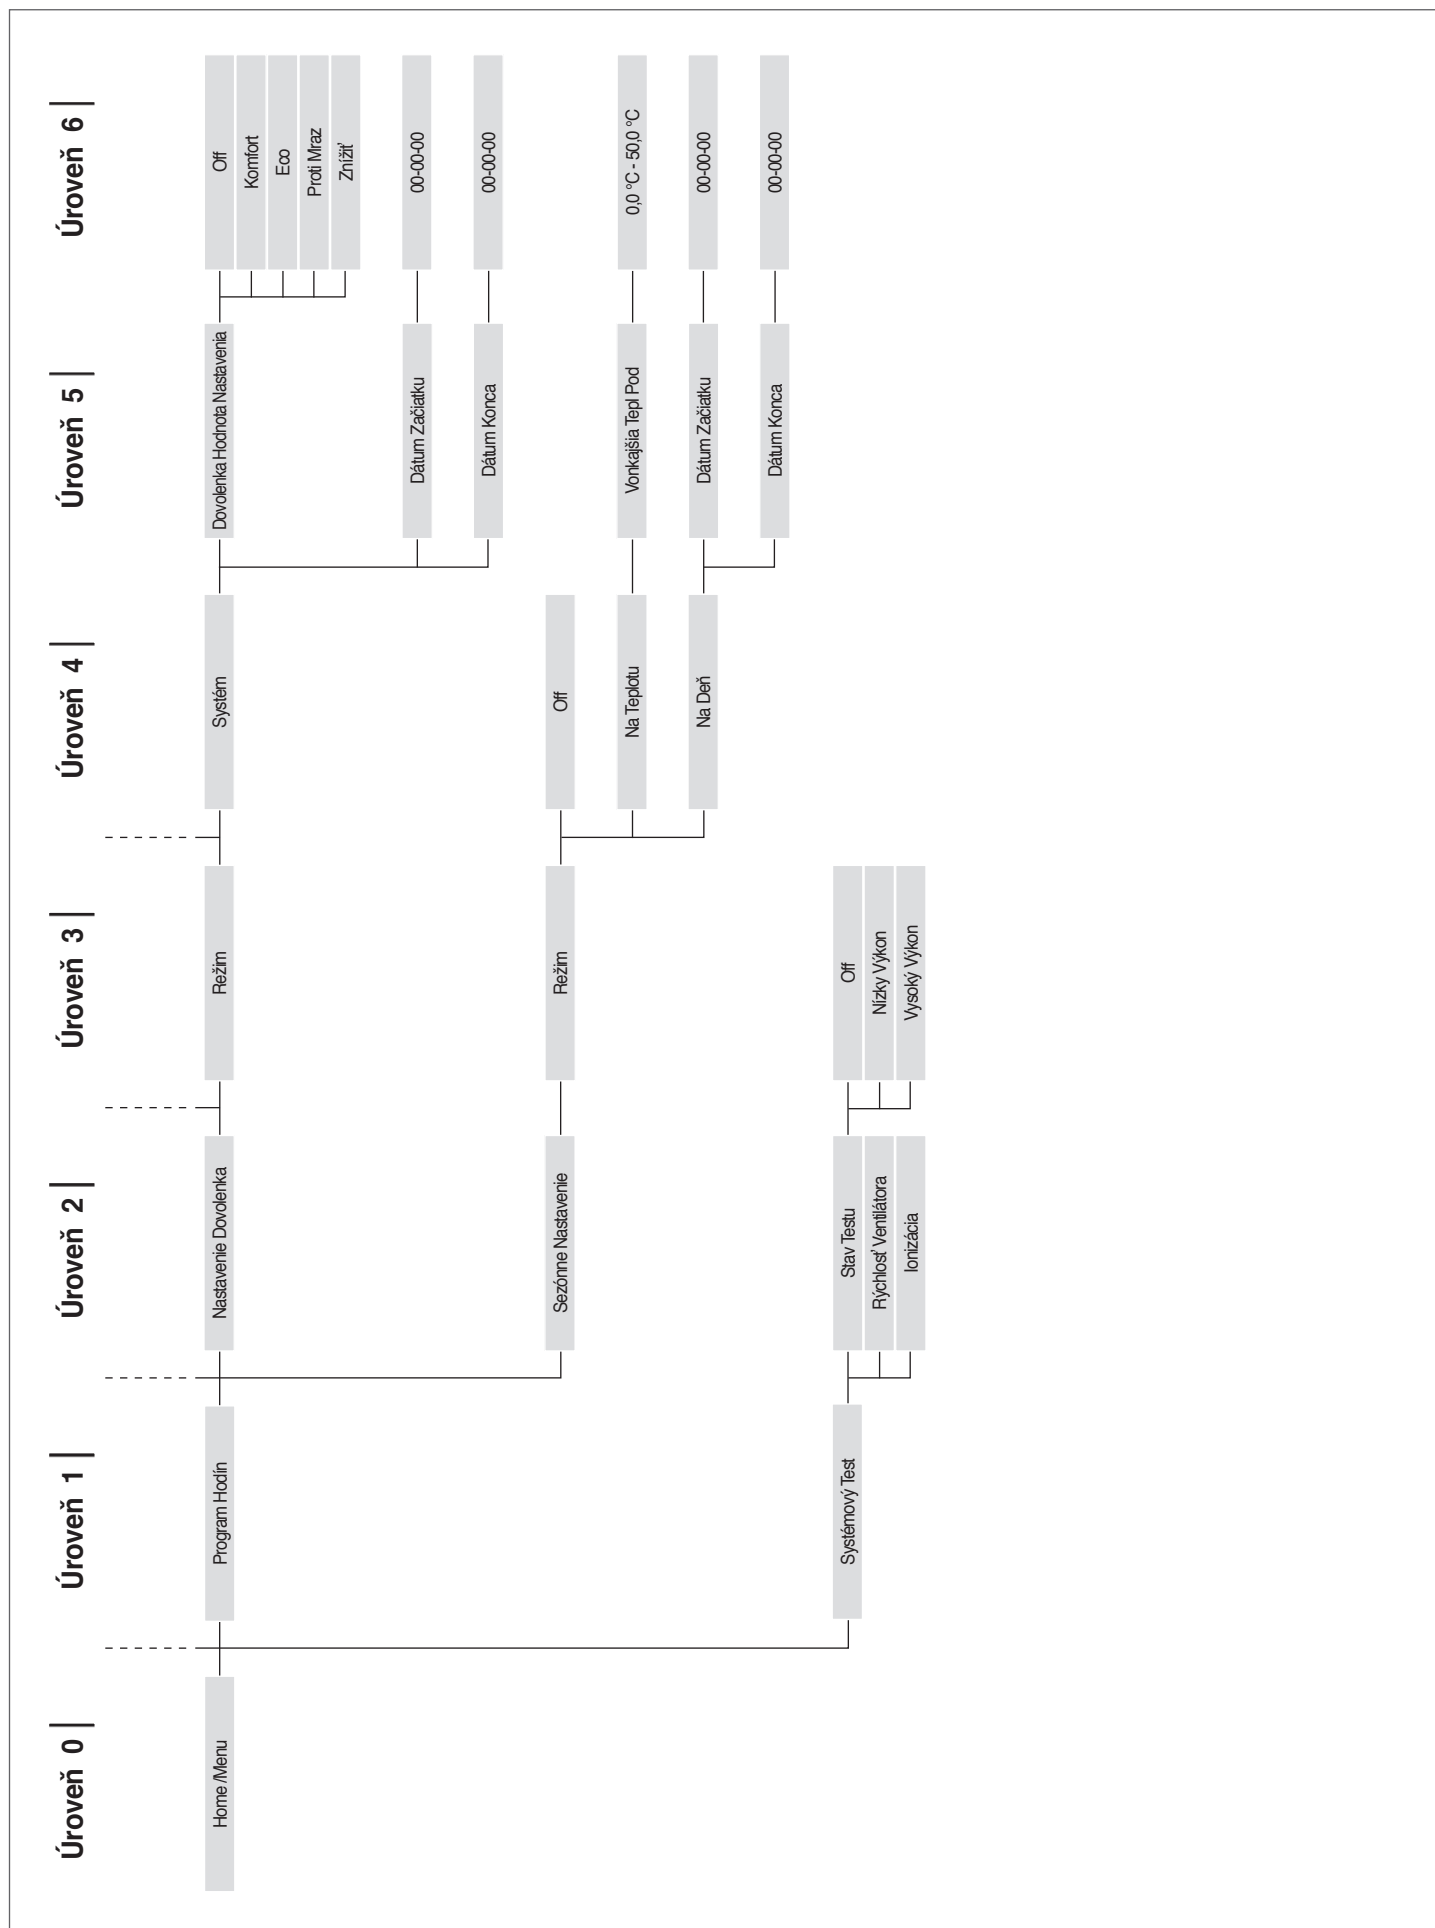 Úroveň 0
Úroveň 1
Úroveň 2
Úroveň 3
Úroveň 4
Úroveň 5
Úroveň 6
Home /Menu
Program Hodín
Nastavenie Dovolenka
Režim
Systém
Dovolenka Hodnota Nastavenia
Off
Komfort
Eco
Proti Mraz
Znížiť
Dátum Začiatku
00-00-00
Dátum Konca
00-00-00
Sezónne Nastavenie
Režim
Off
Na Teplotu
Vonkajšia Tepl Pod
0,0 °C - 50,0 °C
Na Deň
Dátum Začiatku
00-00-00
Dátum Konca
00-00-00
Systémový Test
Stav Testu
Off
Rýchlosť Ventilátora
Nízky Výkon
Ionizácia
Vysoký Výkon